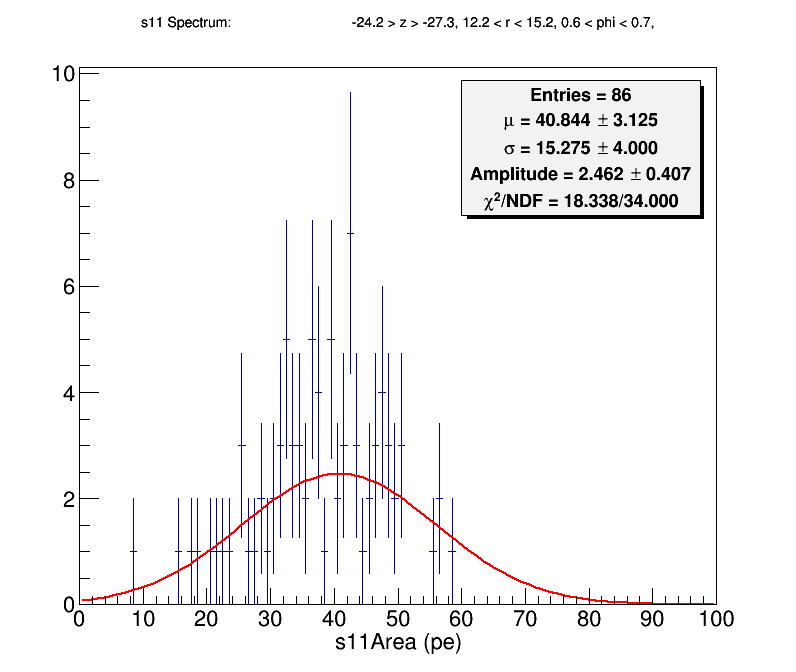 s11 Spectrum: -24.2 > z > -27.3, 12.2 < r < 15.2, 0.6 < phi < 0.7,
Entries = 86
μ = 40.844 ± 3.125
σ = 15.275 ± 4.000
Amplitude = 2.462 ± 0.407
χ²/NDF = 18.338/34.000
10
8
6
4
2
0
0 10 20 30 40 50 60 70 80 90 100
s11Area (pe)